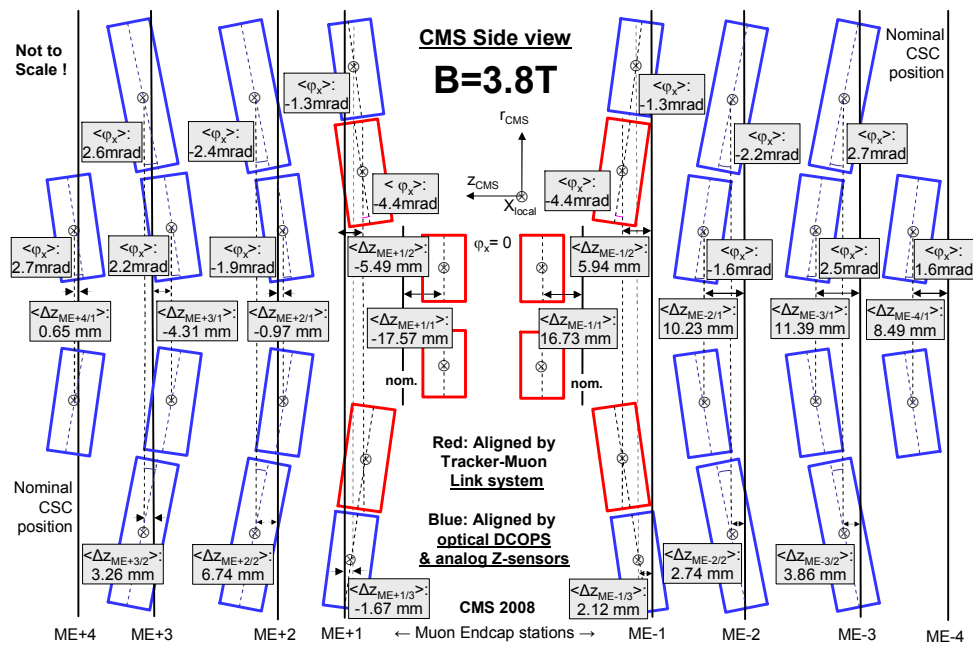 Not to
Scale !
CMS Side view
B=3.8T
Nominal
CSC
position
<φx>:
-1.3mrad
<φx>:
-1.3mrad
rCMS
<φx>:
2.6mrad
<φx>:
-2.4mrad
<φx>:
-2.2mrad
<φx>:
2.7mrad
< φx>:
-4.4mrad
zCMS
Xlocal
<φx>:
-4.4mrad
<φx>:
2.7mrad
<φx>:
2.2mrad
<φx>:
-1.9mrad
φx= 0
<φx>:
-1.6mrad
<φx>:
2.5mrad
<φx>:
1.6mrad
<ΔzME+1/2>:
-5.49 mm
<ΔzME-1/2>:
5.94 mm
<ΔzME+4/1>:
0.65 mm
<ΔzME+3/1>:
-4.31 mm
<ΔzME+2/1>:
-0.97 mm
<ΔzME+1/1>:
-17.57 mm
<ΔzME-1/1>:
16.73 mm
<ΔzME-2/1>:
10.23 mm
<ΔzME-3/1>:
11.39 mm
<ΔzME-4/1>:
8.49 mm
nom.
nom.
Red: Aligned by
Tracker-Muon
Link system
Nominal
CSC
position
Blue: Aligned by
optical DCOPS
& analog Z-sensors
<ΔzME+3/2>:
3.26 mm
<ΔzME+2/2>:
6.74 mm
<ΔzME-2/2>:
2.74 mm
<ΔzME-3/2>:
3.86 mm
<ΔzME+1/3>:
-1.67 mm
CMS 2008
<ΔzME-1/3>:
2.12 mm
ME+4
ME+3
ME+2
ME+1
← Muon Endcap stations →
ME-1
ME-2
ME-3
ME-4